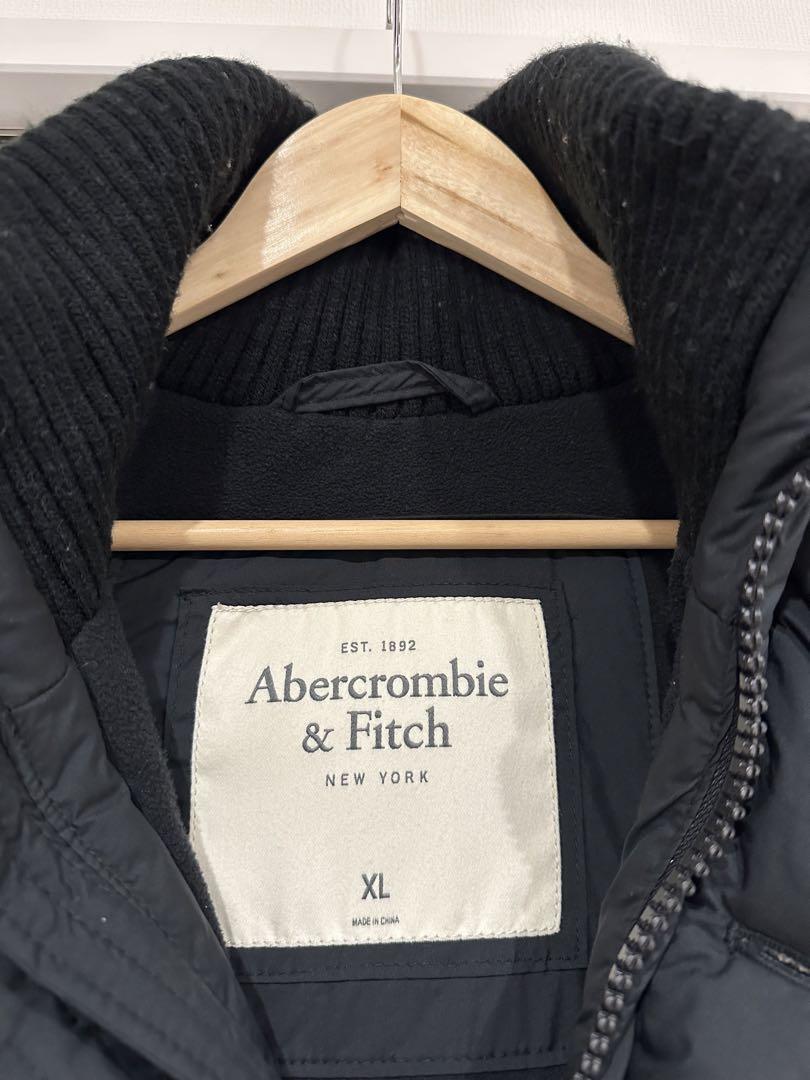 EST. 1892
Abercrombie
& Fitch
NEW YORK
XL
MADE IN CHINA